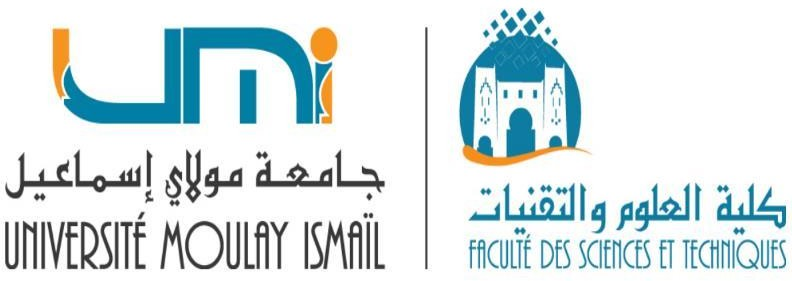 umi
جامعة مولاي إسماعيل
UNIVERSITÉ MOULAY ISMAÏL
كلية العلوم والتقنيات
FACULTÉ DES SCIENCES ET TECHNIQUES